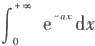 ∫₀⁺∞ e⁻ᵃˣ dx